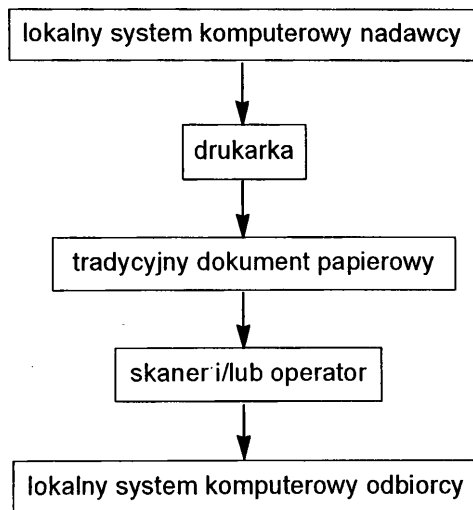 lokalny system komputerowy nadawcy
drukarka
tradycyjny dokument papierowy
skaner i/lub operator
lokalny system komputerowy odbiorcy